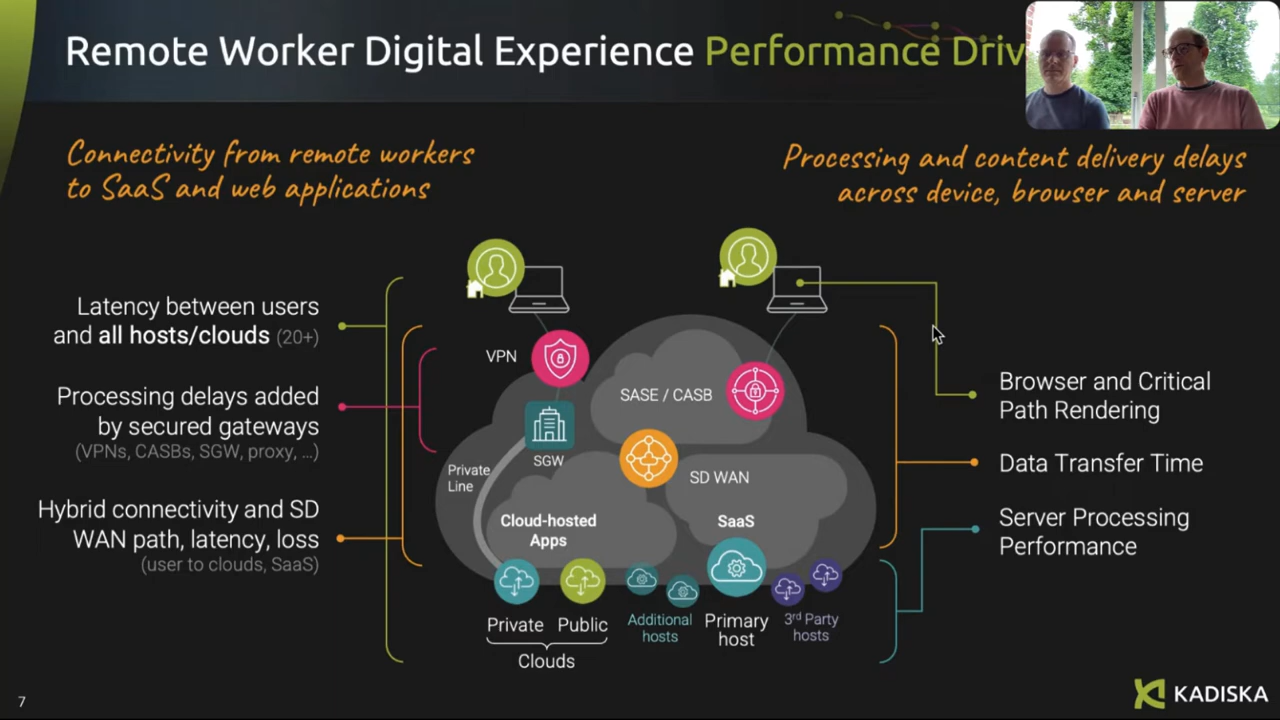 Remote Worker Digital Experience Performance
Connectivity from remote workers
to SaaS and web applications
Processing and content delivery delays
across device, browser and server
Latency between users
and all hosts/clouds (20+)
Processing delays added
by secured gateways
(VPNs, CASBs, SGW, proxy, ...)
Hybrid connectivity and SD
WAN path, latency, loss
(user to clouds, SaaS)
VPN
SASE / CASB
SGW
Private
Line
SD WAN
Cloud-hosted
Apps
SaaS
Private
Public
Clouds
Additional
hosts
Primary
host
3rd Party
hosts
Browser and Critical
Path Rendering
Data Transfer Time
Server Processing
Performance
7
KADISKA